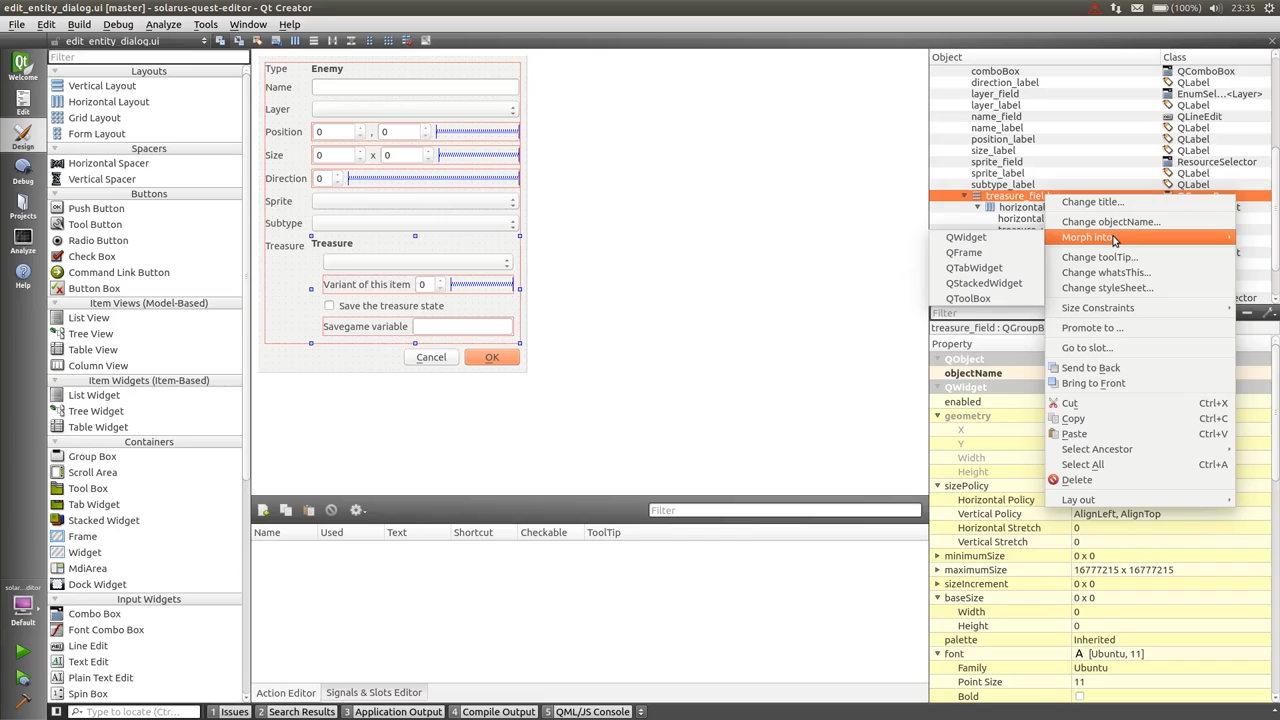 edit_entity_dialog.ui [master] - solarus-quest-editor - Qt Creator
(100%) 23:35
File Edit Build Debug Analyze Tools Window Help
edit_entity_dialog.ui
Welcome
Edit
Design
Debug
Projects
Analyze
Help
solar...ditor
Default
Filter
Layouts
Vertical Layout
Horizontal Layout
Grid Layout
Form Layout
Spacers
Horizontal Spacer
Vertical Spacer
Buttons
Push Button
Tool Button
Radio Button
Check Box
Command Link Button
Button Box
Item Views (Model-Based)
List View
Tree View
Table View
Column View
Item Widgets (Item-Based)
List Widget
Tree Widget
Table Widget
Containers
Group Box
Scroll Area
Tool Box
Tab Widget
Stacked Widget
Frame
Widget
MdiArea
Dock Widget
Input Widgets
Combo Box
Font Combo Box
Line Edit
Text Edit
Plain Text Edit
Spin Box
Type Enemy
Name
Layer
Position 0 , 0
Size 0 x 0
Direction 0
Sprite
Subtype
Treasure Treasure
Variant of this item 0
Save the treasure state
Savegame variable
Cancel OK
Filter
Name Used Text Shortcut Checkable ToolTip
Action Editor Signals & Slots Editor
Object Class
comboBox QComboBox
direction_label QLabel
layer_field EnumSel...<Layer>
layer_label QLabel
name_field QLineEdit
name_label QLabel
position_label QLabel
size_label QLabel
sprite_field ResourceSelector
sprite_label QLabel
subtype_label QLabel
treasure_field
horizontal
horizonta
Change title...
Change objectName...
Morph into
Change toolTip...
Change whatsThis...
Change styleSheet...
Size Constraints
Promote to ...
Go to slot...
Send to Back
Bring to Front
Cut Ctrl+X
Copy Ctrl+C
Paste Ctrl+V
Select Ancestor
Select All Ctrl+A
Delete
Lay out
QWidget
QFrame
QTabWidget
QStackedWidget
QToolBox
Filter
treasure_field : QGroupB
Property
QObject
objectName
QWidget
enabled
geometry
X
Y
Width
Height
sizePolicy
Horizontal Policy
Vertical Policy AlignLeft, AlignTop
Horizontal Stretch 0
Vertical Stretch 0
minimumSize 0 x 0
maximumSize 16777215 x 16777215
sizeIncrement 0 x 0
baseSize 0 x 0
Width 0
Height 0
palette Inherited
font A [Ubuntu, 11]
Family Ubuntu
Point Size 11
Bold
Type to locate (Ctrl...
1 Issues 2 Search Results 3 Application Output 4 Compile Output 5 QML/JS Console